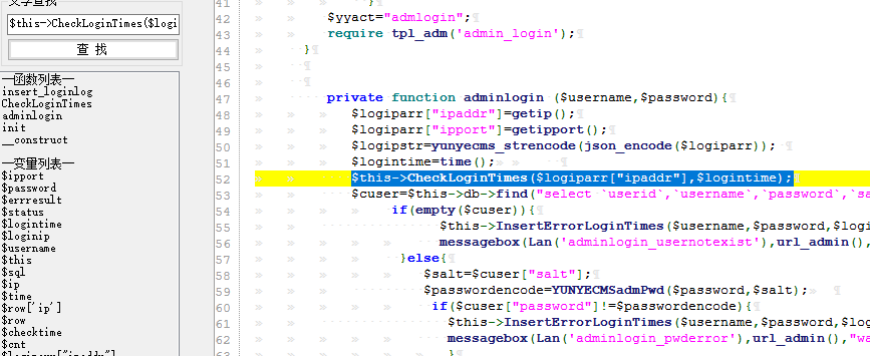 文字查找
$this->CheckLoginTimes($logi
查 找
—函数列表—
insert_loginlog
CheckLoginTimes
adminlogin
init
__construct
—变量列表—
$ipport
$password
$errresult
$status
$logintime
$loginip
$username
$this
$sql
$ip
$time
$row['ip']
$row
$checktime
$cnt
$logiparr["ipaddr"]
41 }
42 $yyact="admlogin";
43 require tpl_adm('admin_login');
44 }
45
46
47 private function adminlogin ($username,$password){
48 $logiparr["ipaddr"]=getip();
49 $logiparr["ipport"]=getipport();
50 $logipstr=yunyecms_strencode(json_encode($logiparr));
51 $logintime=time();
52 $this->CheckLoginTimes($logiparr["ipaddr"],$logintime);
53 $cuser=$this->db->find("select `userid`,`username`,`password`,`sa
54 if(empty($cuser)){
55 $this->InsertErrorLoginTimes($username,$password,$logi
56 messagebox(Lan('adminlogin_usernotexist'),url_admin(),
57 }else{
58 $salt=$cuser["salt"];
59 $passwordencode=YUNYECMSadmPwd($password,$salt);
60 if($cuser["password"]!=$passwordencode){
61 $this->InsertErrorLoginTimes($username,$password,$log
62 messagebox(Lan('adminlogin_pwderror'),url_admin(),"wa
63 }